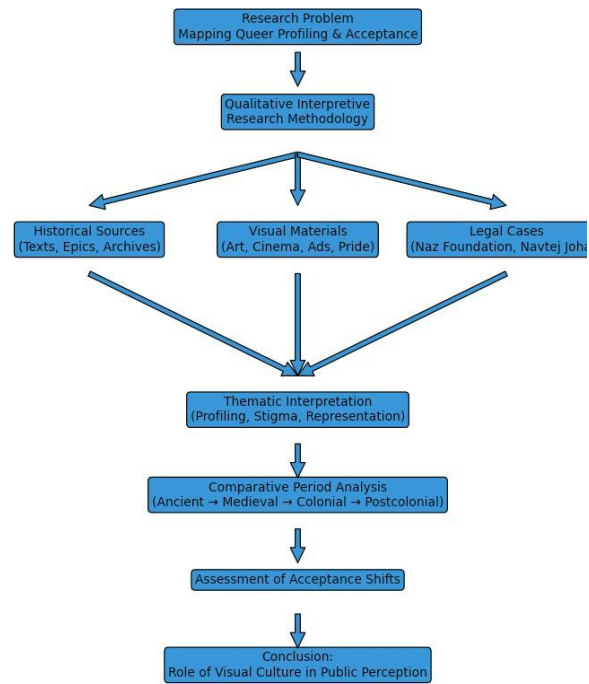 Research Problem
Mapping Queer Profiling & Acceptance
Qualitative Interpretive
Research Methodology
Historical Sources
(Texts, Epics, Archives)
Visual Materials
(Art, Cinema, Ads, Pride)
Legal Cases
(Naz Foundation, Navtej Joha
Thematic Interpretation
(Profiling, Stigma, Representation)
Comparative Period Analysis
(Ancient → Medieval → Colonial → Postcolonial)
Assessment of Acceptance Shifts
Conclusion:
Role of Visual Culture in Public Perception